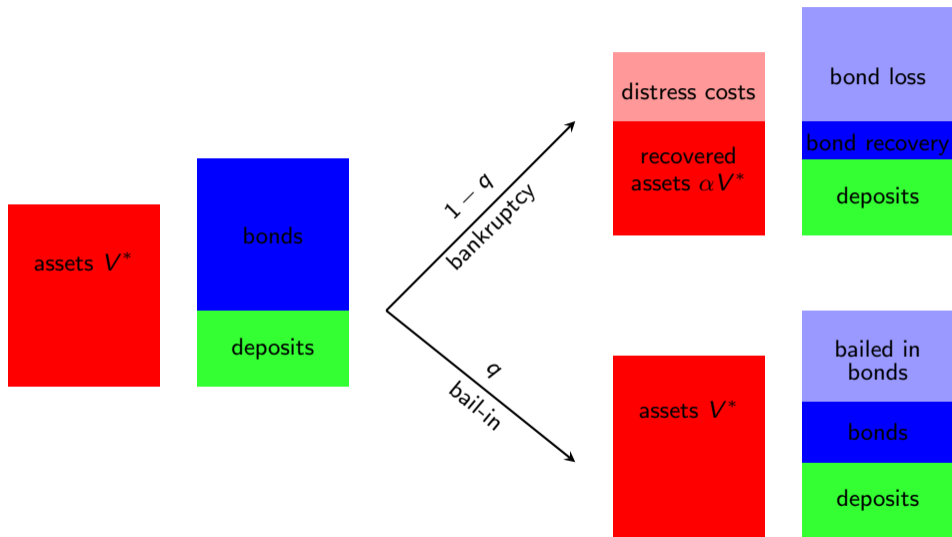 assets V*
bonds
deposits
1 − q
bankruptcy
q
bail-in
distress costs
recovered
assets αV*
bond loss
bond recovery
deposits
assets V*
bailed in
bonds
bonds
deposits